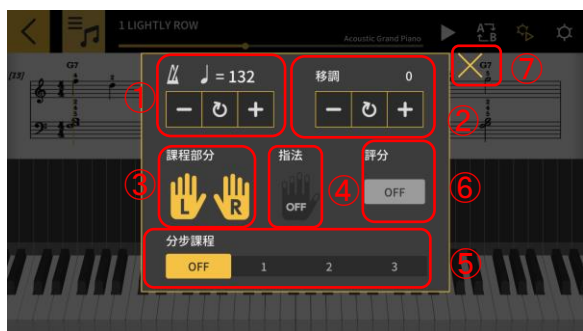 1 LIGHTLY ROW
Acoustic Grand Piano
A B
[13]
G7
G7
♩ = 132
移調 0
⑦
①
− ↻ +
− ↻ +
②
課程部分
指法
評分
③
L R
④
OFF
OFF
⑥
分步課程
OFF 1 2 3
⑤